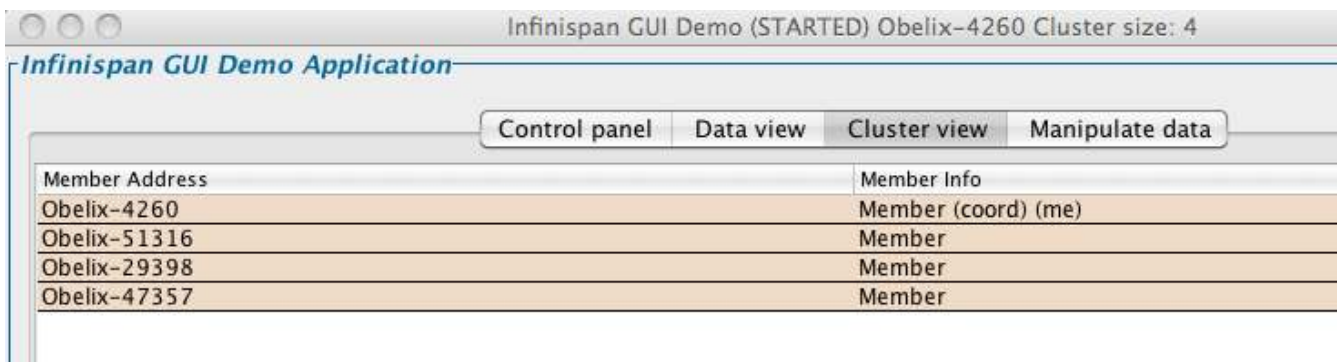 Infinispan GUI Demo (STARTED) Obelix-4260 Cluster size: 4
Infinispan GUI Demo Application
Control panel Data view Cluster view Manipulate data
Member Address Member Info
Obelix-4260 Member (coord) (me)
Obelix-51316 Member
Obelix-29398 Member
Obelix-47357 Member